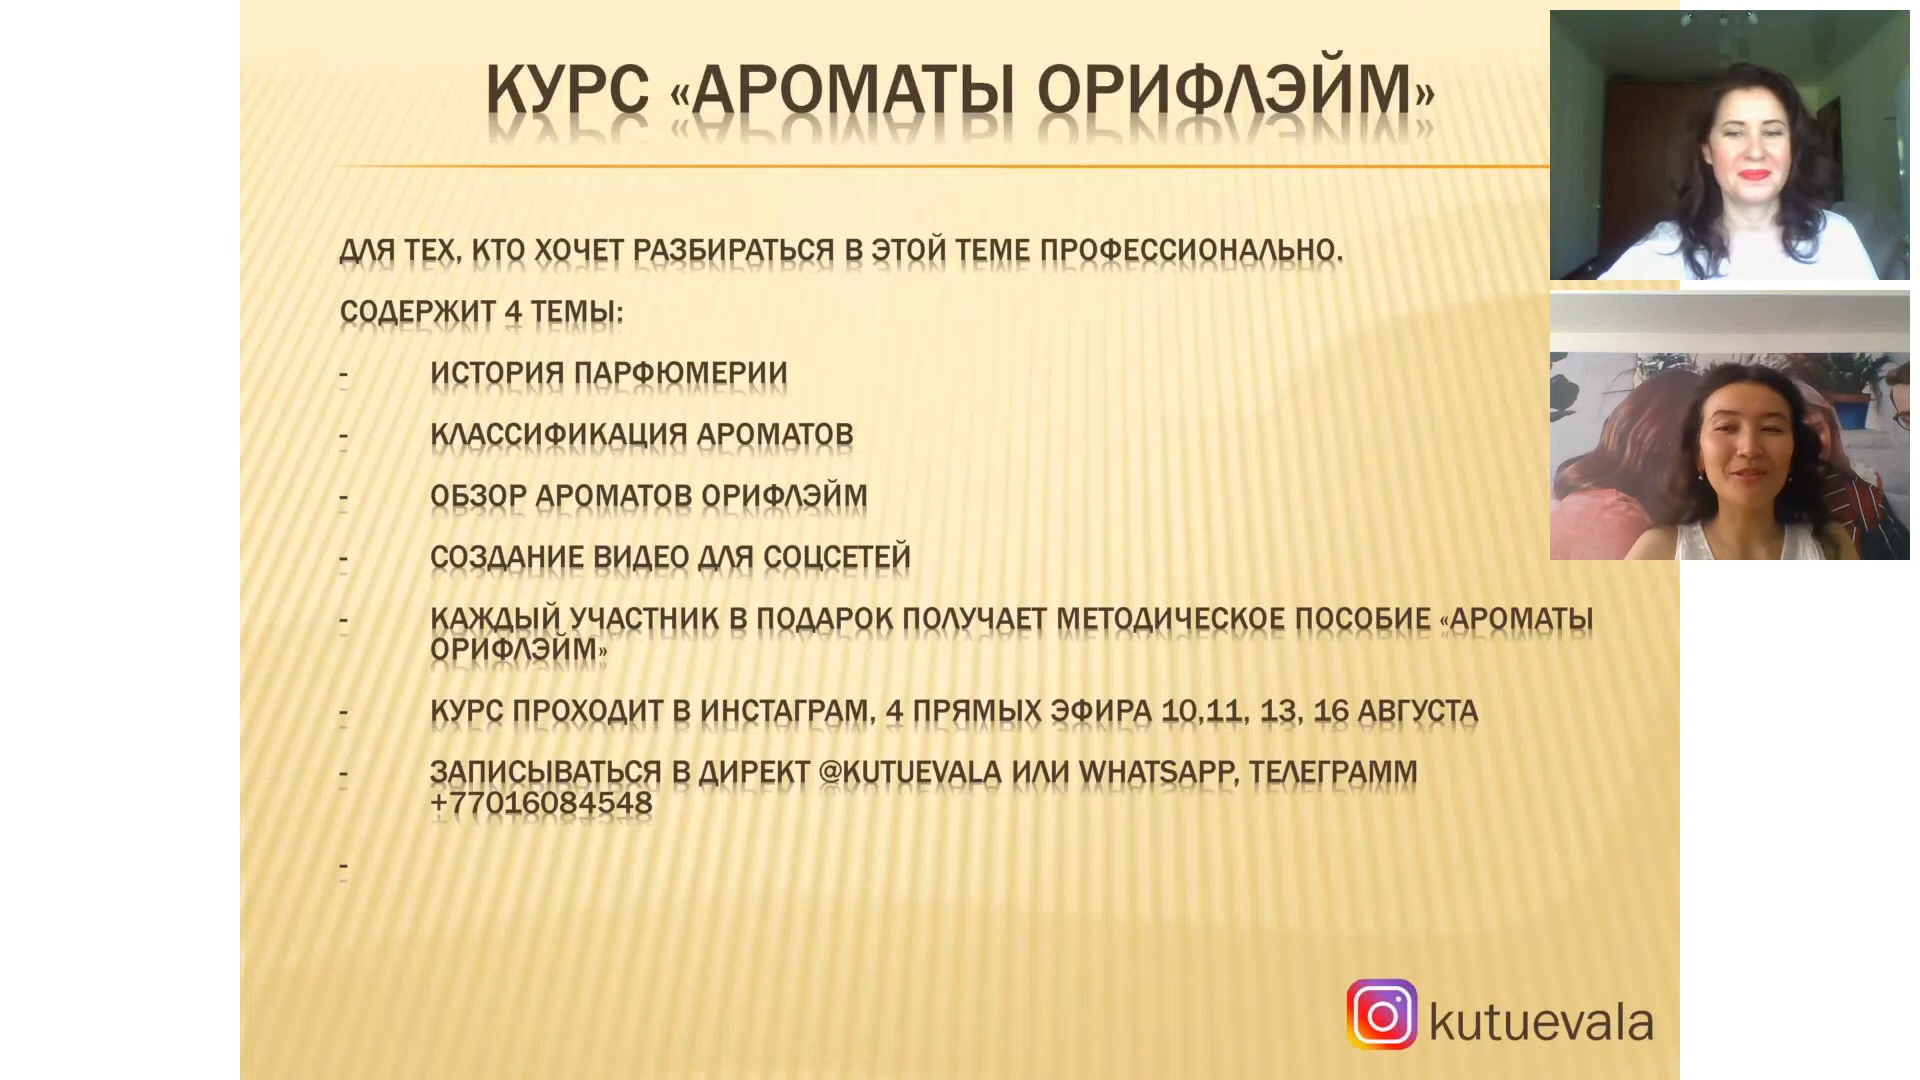 КУРС «АРОМАТЫ ОРИФЛЭЙМ»
ДЛЯ ТЕХ, КТО ХОЧЕТ РАЗБИРАТЬСЯ В ЭТОЙ ТЕМЕ ПРОФЕССИОНАЛЬНО.
СОДЕРЖИТ 4 ТЕМЫ:
- ИСТОРИЯ ПАРФЮМЕРИИ
- КЛАССИФИКАЦИЯ АРОМАТОВ
- ОБЗОР АРОМАТОВ ОРИФЛЭЙМ
- СОЗДАНИЕ ВИДЕО ДЛЯ СОЦСЕТЕЙ
- КАЖДЫЙ УЧАСТНИК В ПОДАРОК ПОЛУЧАЕТ МЕТОДИЧЕСКОЕ ПОСОБИЕ «АРОМАТЫ
ОРИФЛЭЙМ»
- КУРС ПРОХОДИТ В ИНСТАГРАМ, 4 ПРЯМЫХ ЭФИРА 10,11, 13, 16 АВГУСТА
- ЗАПИСЫВАТЬСЯ В ДИРЕКТ @KUTUEVALA ИЛИ WHATSAPP, ТЕЛЕГРАММ
+77016084548
-
kutuevala